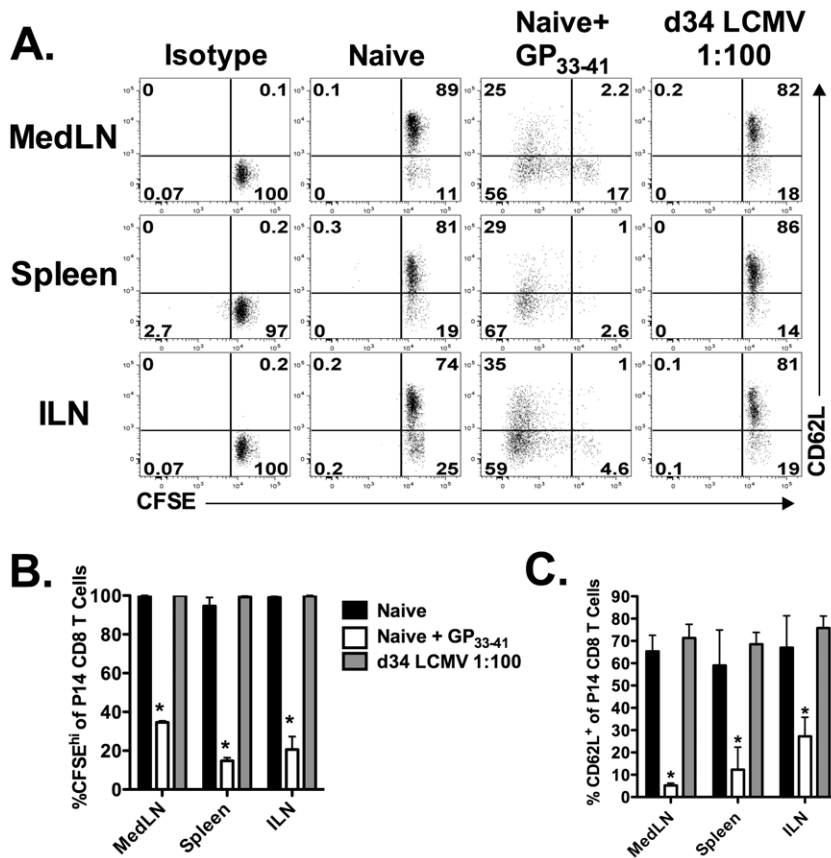 A.
Isotype
Naive
Naive+
GP33-41
d34 LCMV
1:100
MedLN
0 0.1
0.07 100
0.1 89
0 11
25 2.2
56 17
0.2 82
0 18
Spleen
0 0.2
2.7 97
0.3 81
0 19
29 1
67 2.6
0 86
0 14
ILN
0 0.2
0.07 100
0.2 74
0.2 25
35 1
59 4.6
0.1 81
0.1 19
CD62L
CFSE
B.
%CFSEhi of P14 CD8 T Cells
100
80
60
40
20
0
* * *
MedLN Spleen ILN
Naive
Naive + GP33-41
d34 LCMV 1:100
C.
% CD62L+ of P14 CD8 T Cells
90
80
70
60
50
40
30
20
10
0
* * *
MedLN Spleen ILN